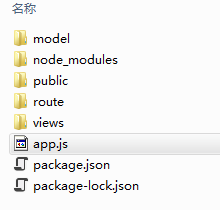 名称
model
node_modules
public
route
views
app.js
package.json
package-lock.json